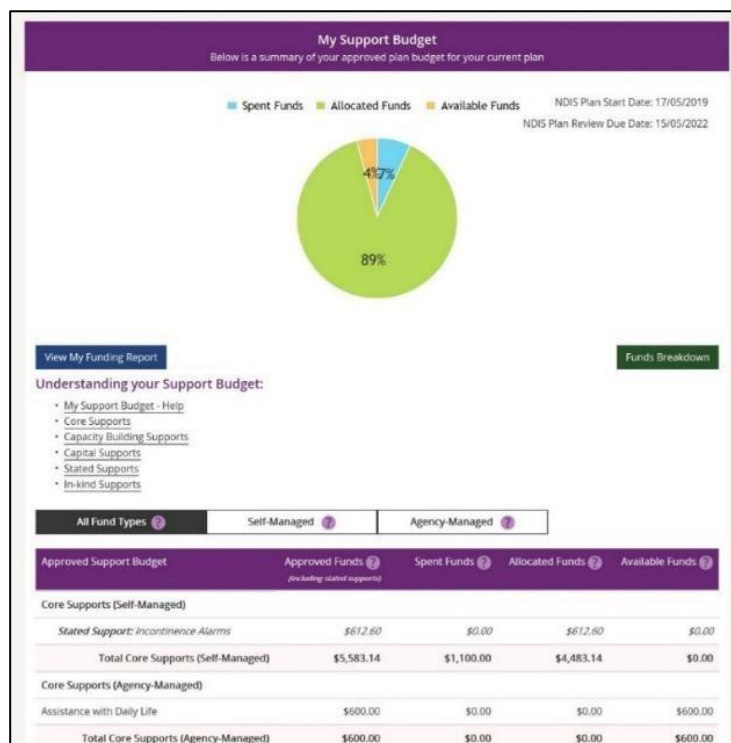 My Support Budget
Below is a summary of your approved plan budget for your current plan
Spent Funds Allocated Funds Available Funds
NDIS Plan Start Date: 17/05/2019
NDIS Plan Review Due Date: 15/05/2022
4% 7%
89%
View My Funding Report Funds Breakdown
Understanding your Support Budget:
• My Support Budget - Help
• Core Supports
• Capacity Building Supports
• Capital Supports
• Stated Supports
• In-kind Supports
All Fund Types ? Self-Managed ? Agency-Managed ?
Approved Support Budget Approved Funds ? Spent Funds ? Allocated Funds ? Available Funds ?
(including stated supports)
Core Supports (Self-Managed)
Stated Support: Incontinence Alarms $612.60 $0.00 $612.60 $0.00
Total Core Supports (Self-Managed) $5,583.14 $1,100.00 $4,483.14 $0.00
Core Supports (Agency-Managed)
Assistance with Daily Life $600.00 $0.00 $0.00 $600.00
Total Core Supports (Agency-Managed) $600.00 $0.00 $0.00 $600.00